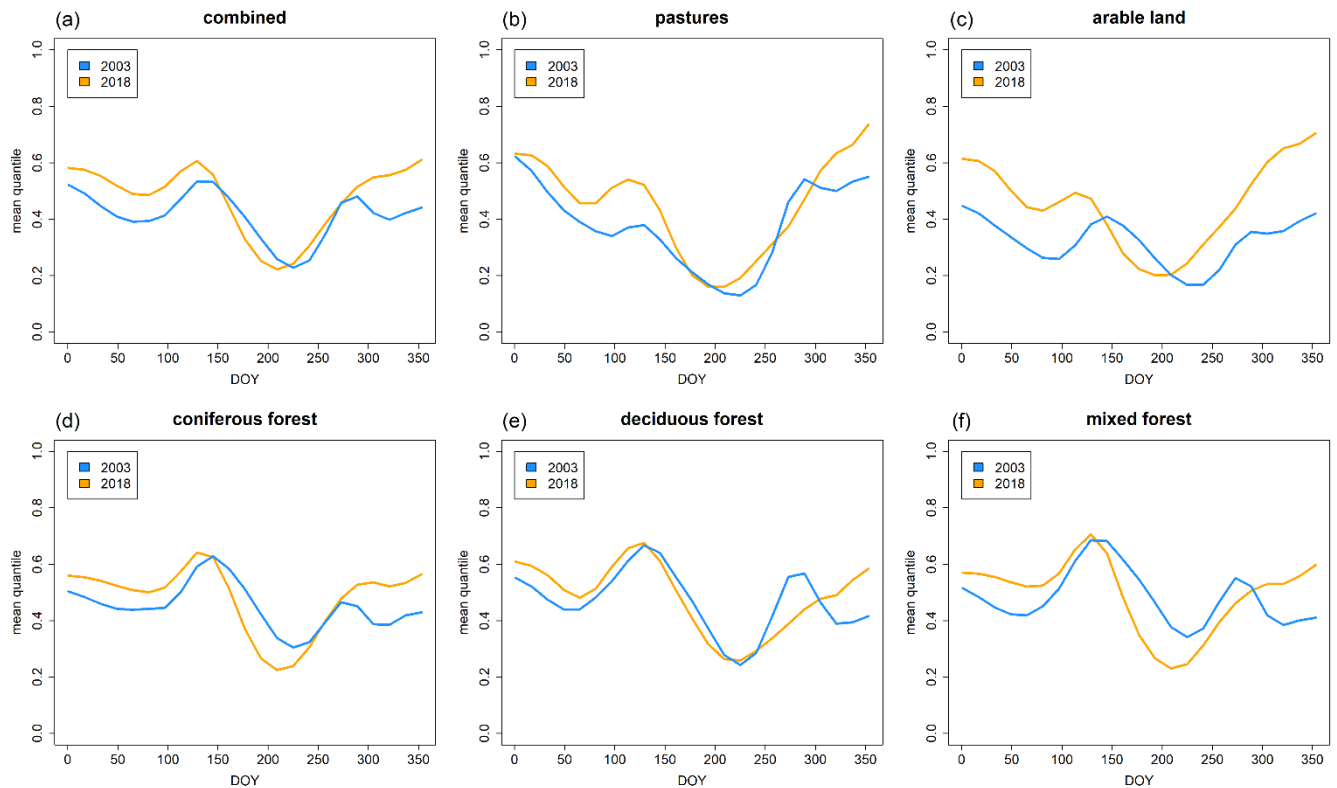 (a) combined
2003
2018
mean quantile
0.0 0.2 0.4 0.6 0.8 1.0
0 50 100 150 200 250 300 350
DOY
(b) pastures
2003
2018
mean quantile
0.0 0.2 0.4 0.6 0.8 1.0
0 50 100 150 200 250 300 350
DOY
(c) arable land
2003
2018
mean quantile
0.0 0.2 0.4 0.6 0.8 1.0
0 50 100 150 200 250 300 350
DOY
(d) coniferous forest
2003
2018
mean quantile
0.0 0.2 0.4 0.6 0.8 1.0
0 50 100 150 200 250 300 350
DOY
(e) deciduous forest
2003
2018
mean quantile
0.0 0.2 0.4 0.6 0.8 1.0
0 50 100 150 200 250 300 350
DOY
(f) mixed forest
2003
2018
mean quantile
0.0 0.2 0.4 0.6 0.8 1.0
0 50 100 150 200 250 300 350
DOY